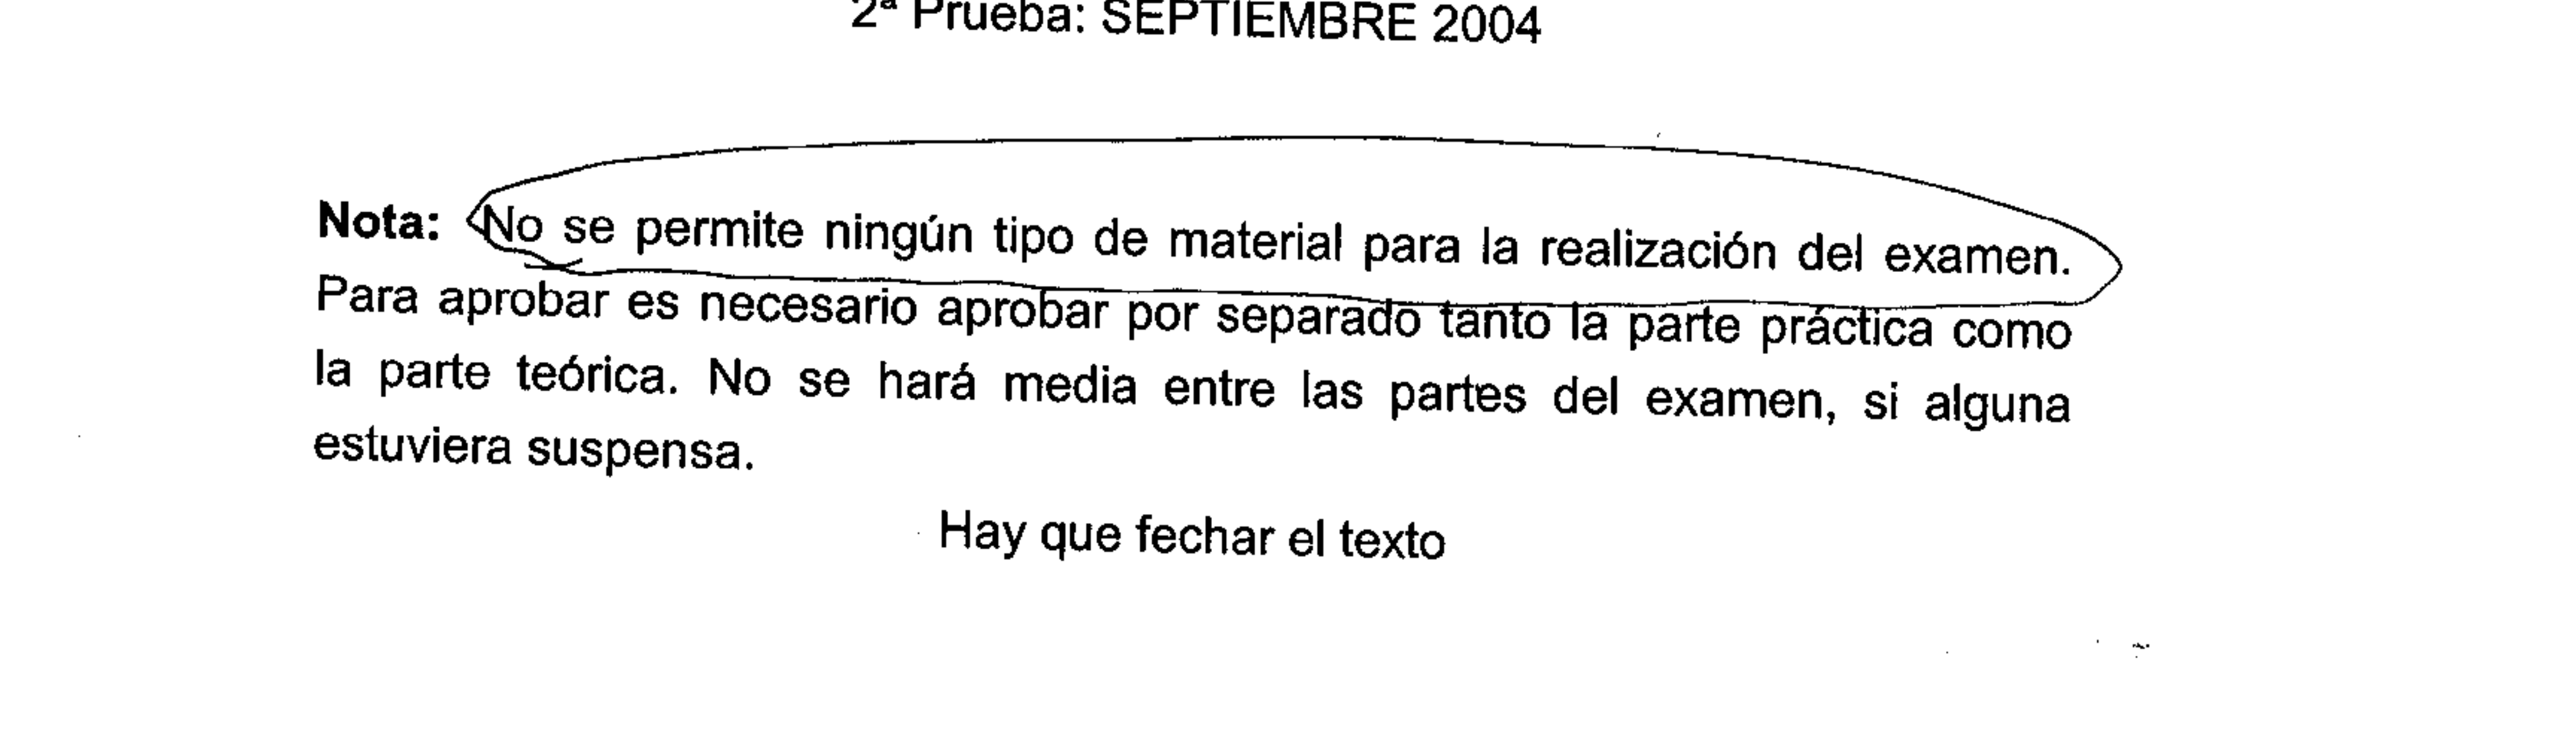 2ª Prueba: SEPTIEMBRE 2004
Nota: No se permite ningún tipo de material para la realización del examen.
Para aprobar es necesario aprobar por separado tanto la parte práctica como
la parte teórica. No se hará media entre las partes del examen, si alguna
estuviera suspensa.
Hay que fechar el texto